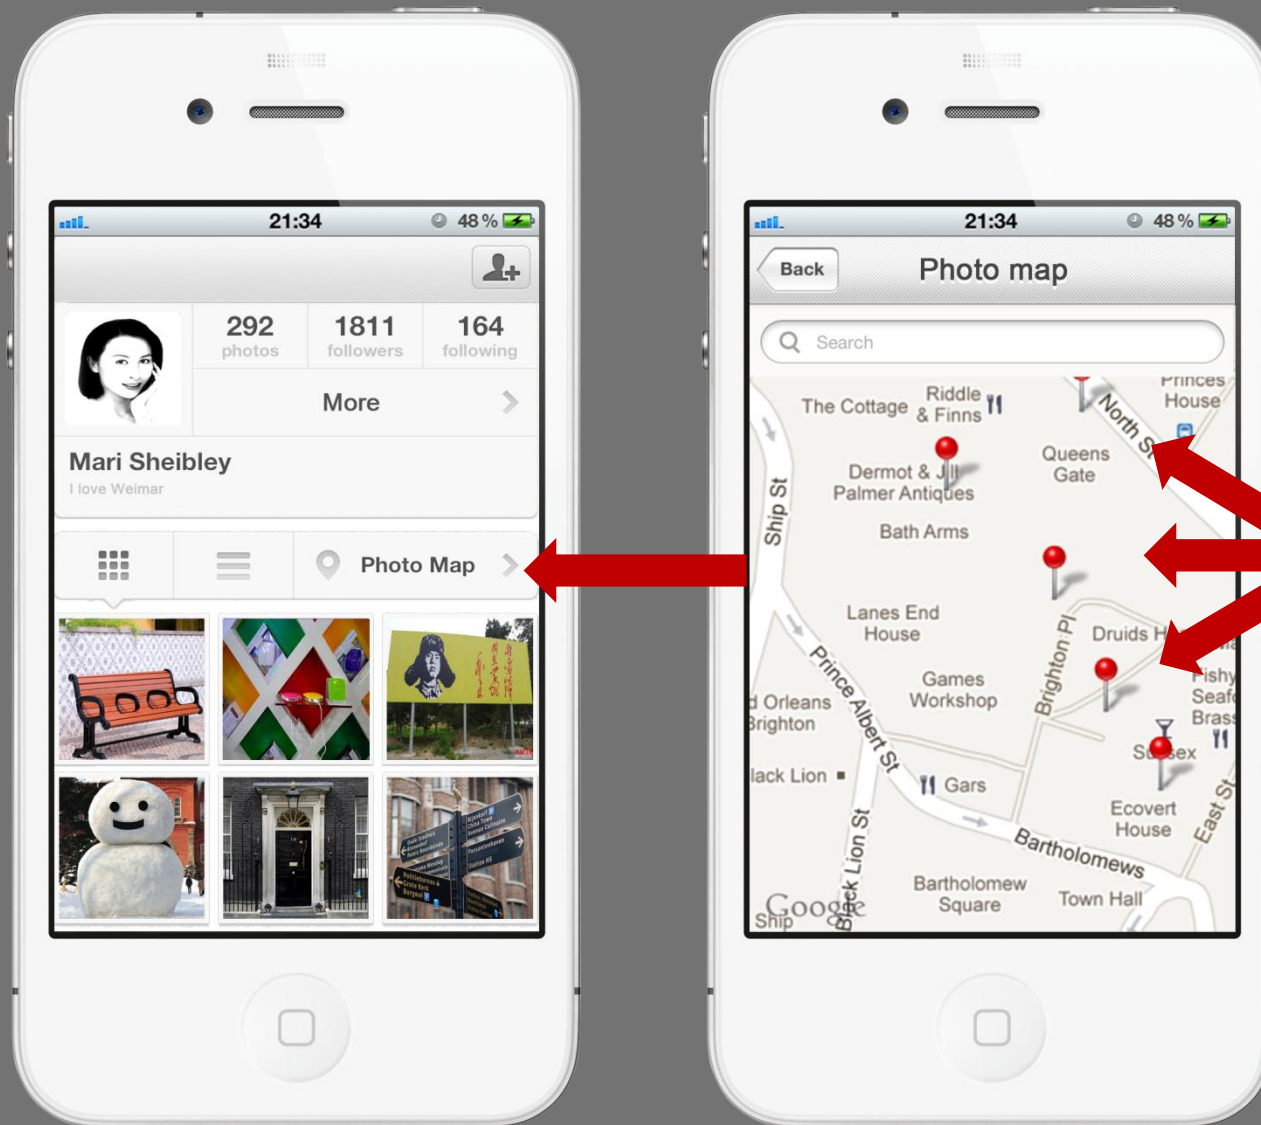 21:34
48 %
292
photos
1811
followers
164
following
More
Mari Sheibley
I love Weimar
Photo Map
21:34
48 %
Back
Photo map
Search
Princes
House
Riddle
& Finns
The Cottage
North St
Queens
Gate
Dermot & Jill
Palmer Antiques
Ship St
Bath Arms
Lanes End
House
Brighton Pl
Druids H
Prince Albert St
Games
Workshop
d Orleans
Brighton
Fishy
Seafo
Brass
Sussex
lack Lion
Gars
Ecovert
House
East St
Black Lion St
Bartholomews
Bartholomew
Square
Town Hall
Google
Ship